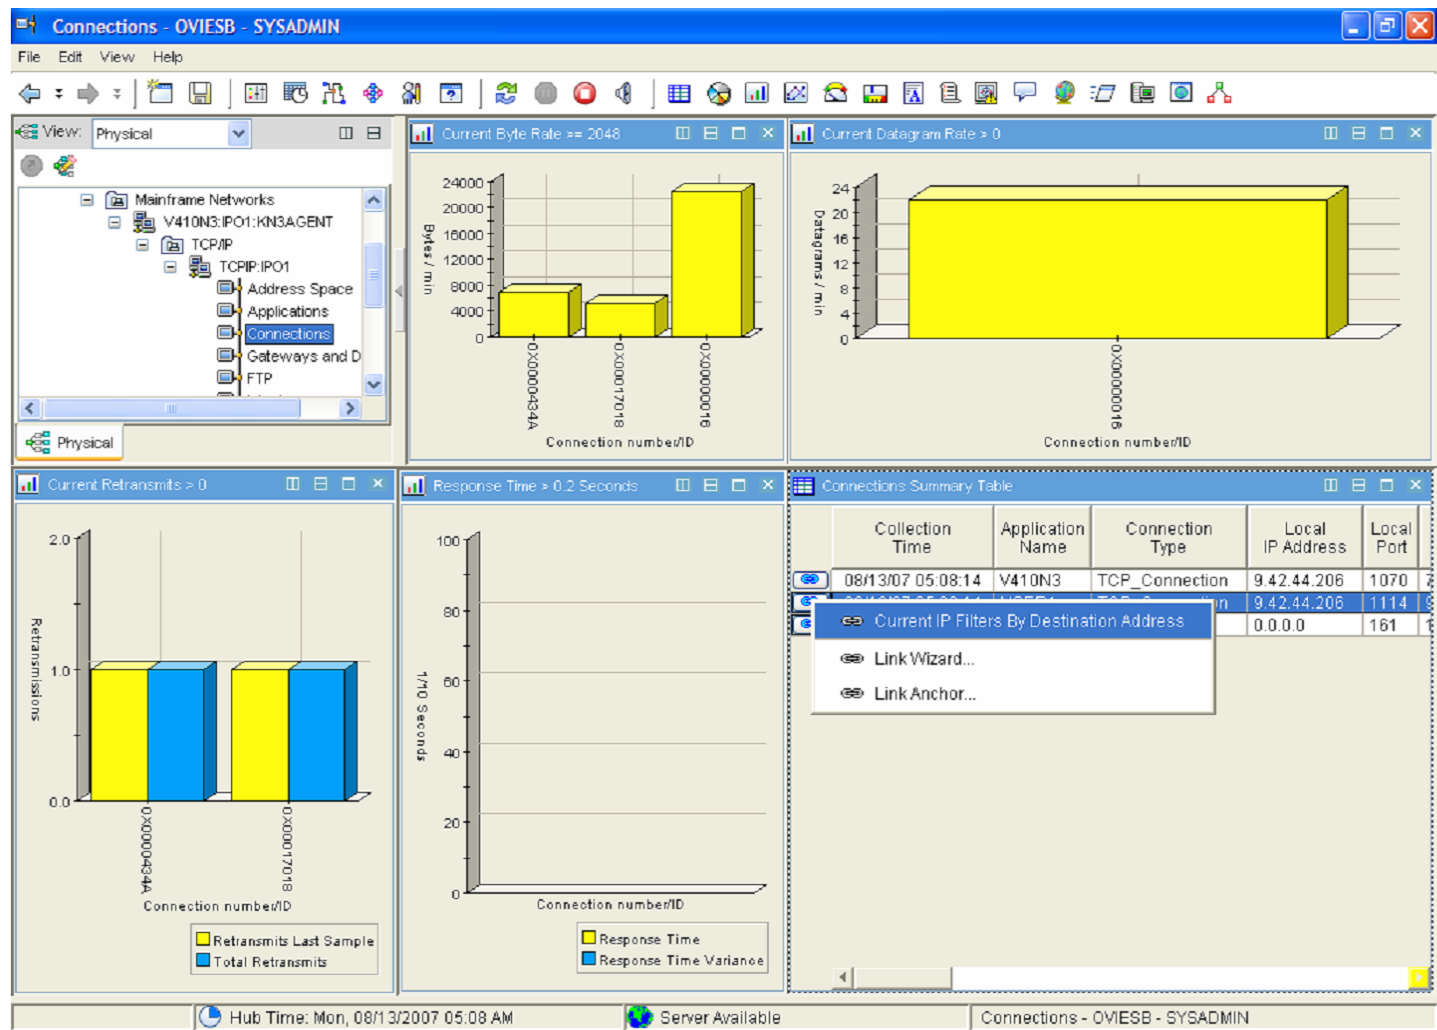 Connections - OVIESB - SYSADMIN
File Edit View Help
View: Physical
Mainframe Networks
V410N3:IPO1:KN3AGENT
TCP/IP
TCPIP:IPO1
Address Space
Applications
Connections
Gateways and D
FTP
Physical
Current Byte Rate >= 2048
24000
20000
16000
12000
8000
4000
0
Bytes / min
0X0000434A
0X00017018
0X00000016
Connection number/ID
Current Datagram Rate > 0
24
20
16
12
8
4
0
Datagrams / min
0X00000016
Connection number/ID
Current Retransmits > 0
2.0
1.0
0.0
Retransmissions
0X0000434A
0X00017018
Connection number/ID
Retransmits Last Sample
Total Retransmits
Response Time > 0.2 Seconds
100
80
60
40
20
0
1/10 Seconds
Connection number/ID
Response Time
Response Time Variance
Connections Summary Table
Collection Time Application Name Connection Type Local IP Address Local Port
08/13/07 05:08:14 V410N3 TCP_Connection 9.42.44.206 1070
9.42.44.206 1114
0.0.0.0 161
Current IP Filters By Destination Address
Link Wizard...
Link Anchor...
Hub Time: Mon, 08/13/2007 05:08 AM Server Available Connections - OVIESB - SYSADMIN